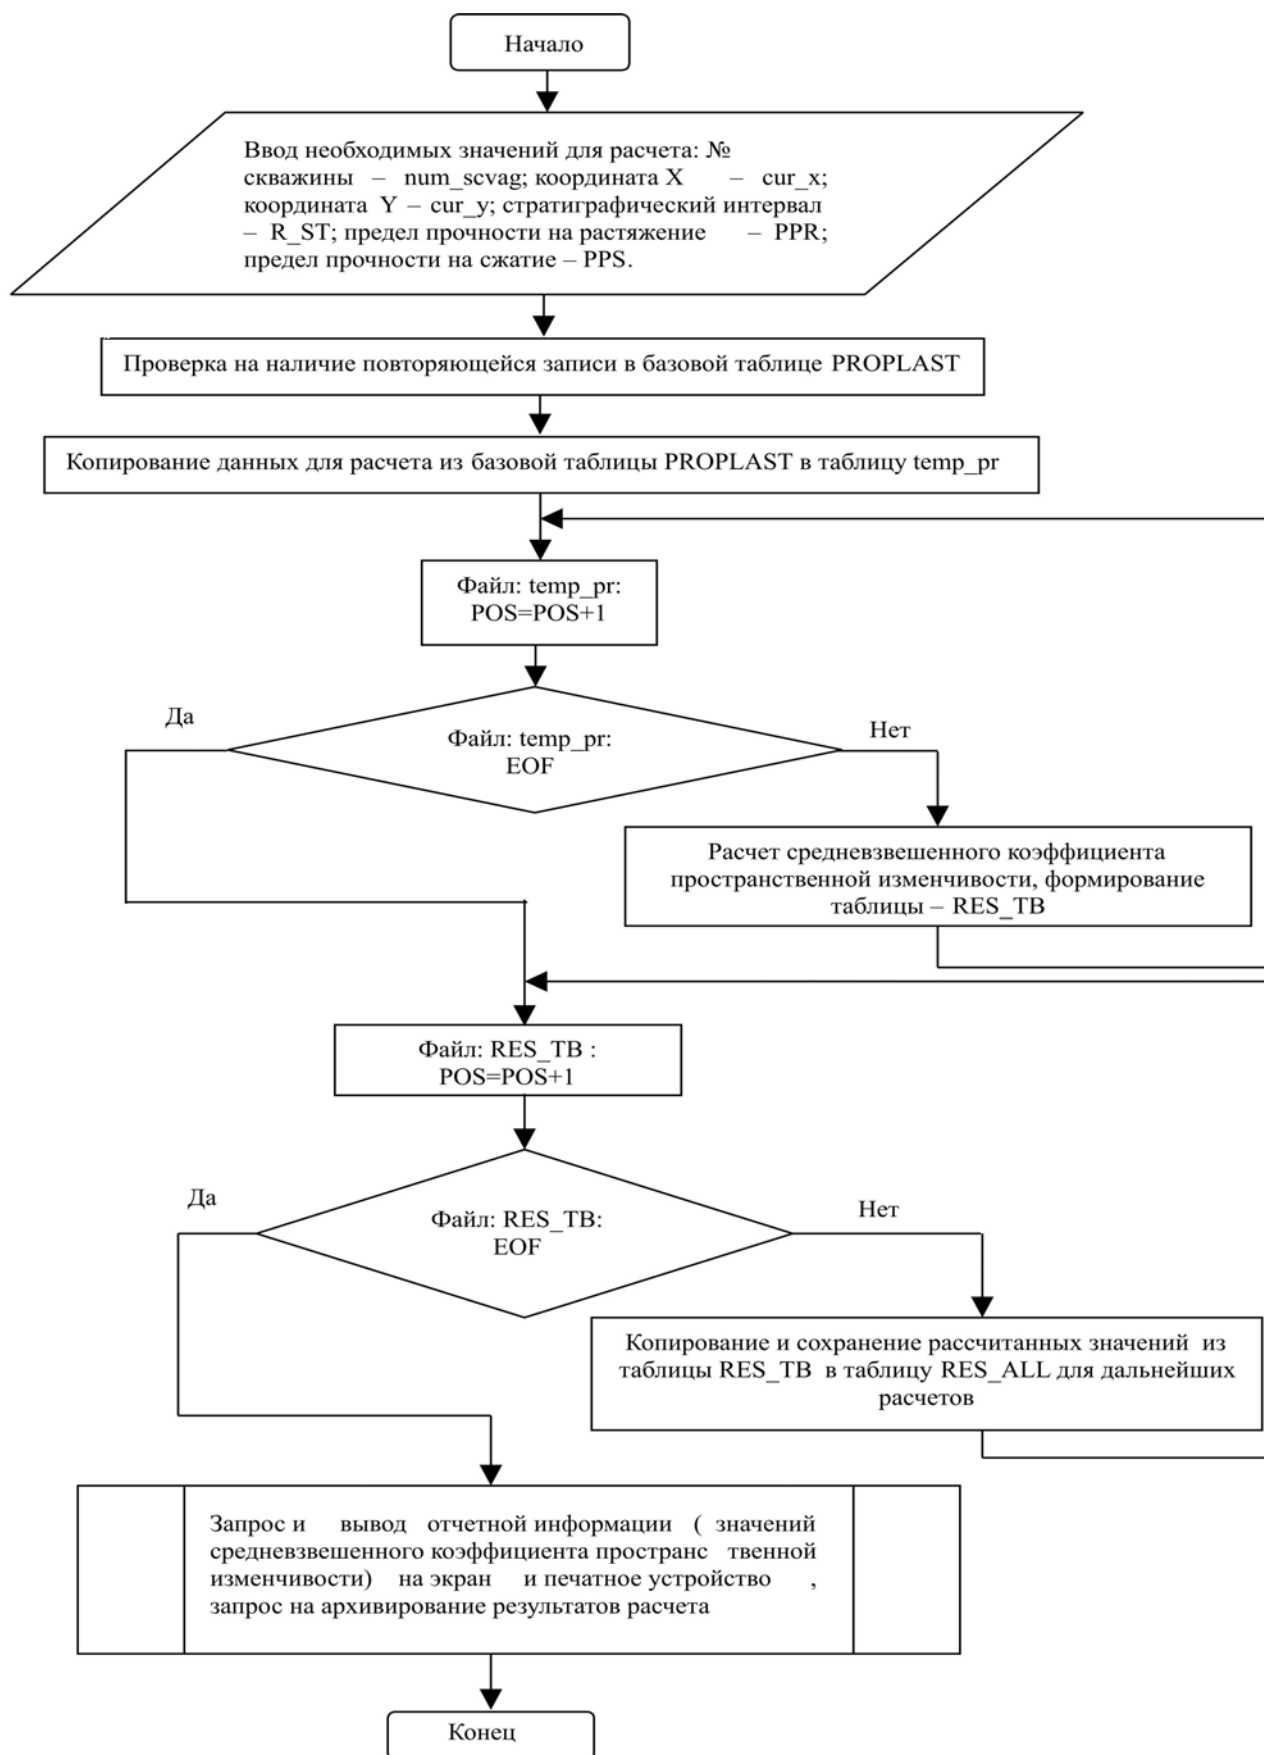 Начало
Ввод необходимых значений для расчета: №
скважины – num_scvag; координата X – cur_x;
координата Y – cur_y; стратиграфический интервал
– R_ST; предел прочности на растяжение – PPR;
предел прочности на сжатие – PPS.
Проверка на наличие повторяющейся записи в базовой таблице PROPLAST
Копирование данных для расчета из базовой таблицы PROPLAST в таблицу temp_pr
Файл: temp_pr:
POS=POS+1
Да
Файл: temp_pr:
EOF
Нет
Расчет средневзвешенного коэффициента
пространственной изменчивости, формирование
таблицы – RES_TB
Файл: RES_TB :
POS=POS+1
Да
Файл: RES_TB:
EOF
Нет
Копирование и сохранение рассчитанных значений из
таблицы RES_TB в таблицу RES_ALL для дальнейших
расчетов
Запрос и вывод отчетной информации ( значений
средневзвешенного коэффициента пространс твенной
изменчивости) на экран и печатное устройство ,
запрос на архивирование результатов расчета
Конец